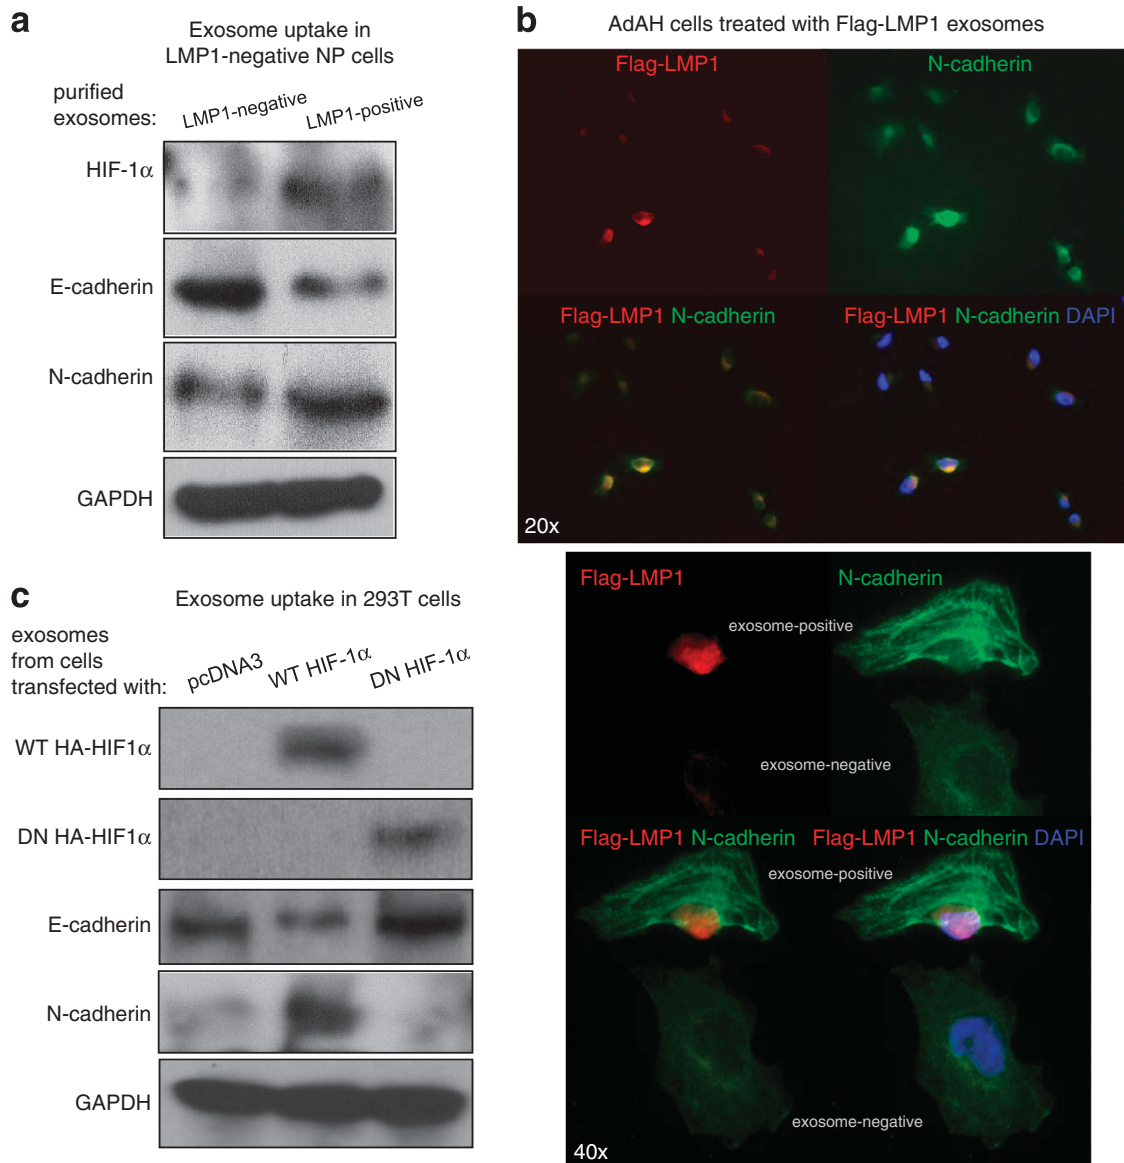 a
Exosome uptake in
LMP1-negative NP cells
purified
exosomes:
LMP1-negative
LMP1-positive
HIF-1α
E-cadherin
N-cadherin
GAPDH
b
AdAH cells treated with Flag-LMP1 exosomes
Flag-LMP1
N-cadherin
Flag-LMP1 N-cadherin
Flag-LMP1 N-cadherin DAPI
20x
Flag-LMP1
N-cadherin
exosome-positive
exosome-negative
Flag-LMP1 N-cadherin
Flag-LMP1 N-cadherin DAPI
exosome-positive
exosome-negative
40x
c
Exosome uptake in 293T cells
exosomes
from cells
transfected with:
pcDNA3
WT HIF-1α
DN HIF-1α
WT HA-HIF1α
DN HA-HIF1α
E-cadherin
N-cadherin
GAPDH